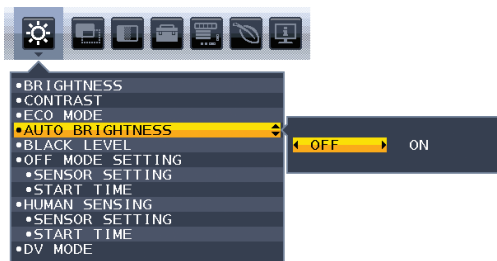 •BRIGHTNESS
•CONTRAST
•ECO MODE
•AUTO BRIGHTNESS
OFF ON
•BLACK LEVEL
•OFF MODE SETTING
•SENSOR SETTING
•START TIME
•HUMAN SENSING
•SENSOR SETTING
•START TIME
•DV MODE